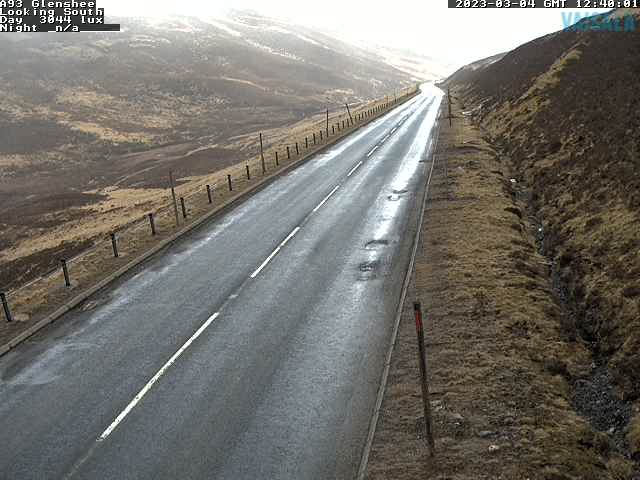 A93 Glenshee
Looking South
Day 3044 lux
Night n/a
2023-03-04 GMT 12:40:01
VAISALA